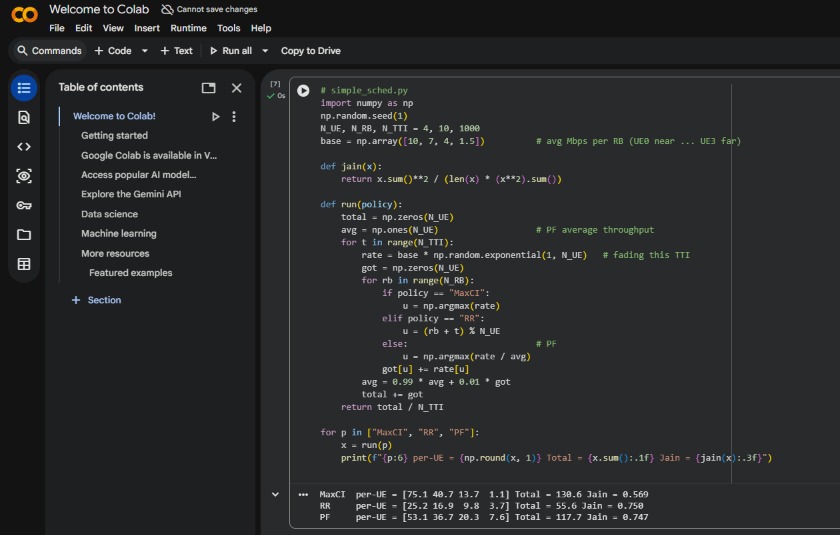 Welcome to Colab
Cannot save changes
File Edit View Insert Runtime Tools Help
Commands + Code + Text Run all Copy to Drive
Table of contents
Welcome to Colab!
Getting started
Google Colab is available in V...
Access popular AI model...
Explore the Gemini API
Data science
Machine learning
More resources
Featured examples
+ Section
[7]
0s
# simple_sched.py
import numpy as np
np.random.seed(1)
N_UE, N_RB, N_TTI = 4, 10, 1000
base = np.array([10, 7, 4, 1.5])         # avg Mbps per RB (UE0 near ... UE3 far)
def jain(x):
    return x.sum()**2 / (len(x) * (x**2).sum())
def run(policy):
    total = np.zeros(N_UE)
    avg = np.ones(N_UE)                  # PF average throughput
    for t in range(N_TTI):
        rate = base * np.random.exponential(1, N_UE)   # fading this TTI
        got = np.zeros(N_UE)
        for rb in range(N_RB):
            if policy == "MaxCI":
                u = np.argmax(rate)
            elif policy == "RR":
                u = (rb + t) % N_UE
            else:                        # PF
                u = np.argmax(rate / avg)
            got[u] += rate[u]
        avg = 0.99 * avg + 0.01 * got
        total += got
    return total / N_TTI
for p in ["MaxCI", "RR", "PF"]:
    x = run(p)
    print(f"{p:6} per-UE = {np.round(x, 1)} Total = {x.sum():.1f} Jain = {jain(x):.3f}")
MaxCI  per-UE = [75.1 40.7 13.7  1.1] Total = 130.6 Jain = 0.569
RR     per-UE = [25.2 16.9  9.8  3.7] Total = 55.6 Jain = 0.750
PF     per-UE = [53.1 36.7 20.3  7.6] Total = 117.7 Jain = 0.747